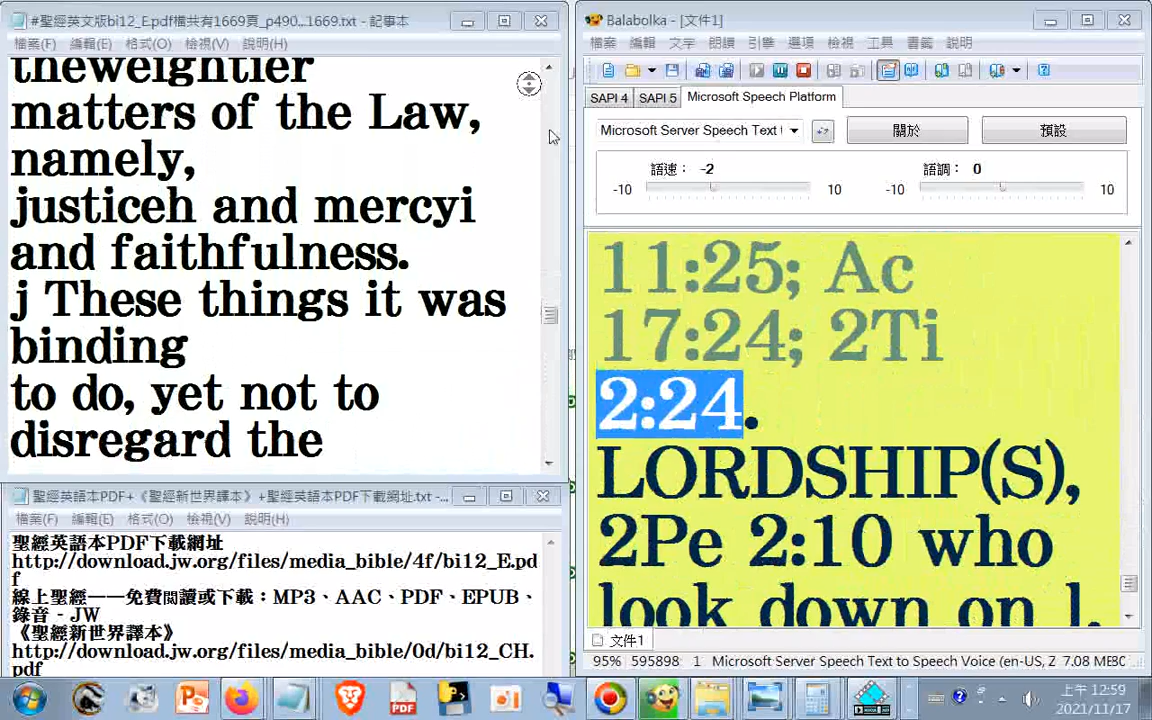 #聖經英文版bi12_E.pdf檔共有1669頁_p490...1669.txt - 記事本
檔案(F) 編輯(E) 格式(O) 檢視(V) 說明(H)
theweightier
matters of the Law,
namely,
justiceh and mercyi
and faithfulness.
j These things it was
binding
to do, yet not to
disregard the
聖經英語本PDF+《聖經新世界譯本》+聖經英語本PDF下載網址.txt -...
檔案(F) 編輯(E) 格式(O) 檢視(V) 說明(H)
聖經英語本PDF下載網址
http://download.jw.org/files/media_bible/4f/bi12_E.pd
f
線上聖經——免費閱讀或下載：MP3、AAC、PDF、EPUB、
錄音 - JW
《聖經新世界譯本》
http://download.jw.org/files/media_bible/0d/bi12_CH.
pdf
Balabolka - [文件1]
檔案 編輯 文字 朗讀 引擎 選項 檢視 工具 書籤 說明
SAPI 4 SAPI 5 Microsoft Speech Platform
Microsoft Server Speech Text 關於 預設
語速： -2 語調： 0
-10 10 -10 10
11:25; Ac
17:24; 2Ti
2:24.
LORDSHIP(S),
2Pe 2:10 who
look down on l.
文件1
95% 595898 1 Microsoft Server Speech Text to Speech Voice (en-US, Z 7.08 MB
PDF
上午 12:59
2021/11/17